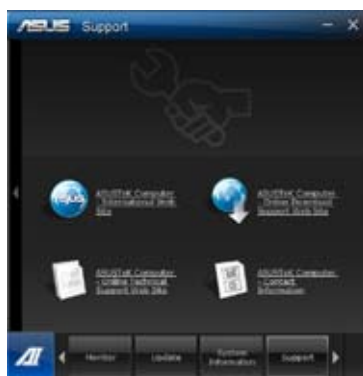 ASUS Support
ASUSTeK Computer
- International Web
Site
ASUSTeK Computer
- Online Download
Support Web Site
ASUSTeK Computer
- Online Technical
Support Web Site
ASUSTeK Computer
- Contact
Information
Monitor
Update
System
Information
Support